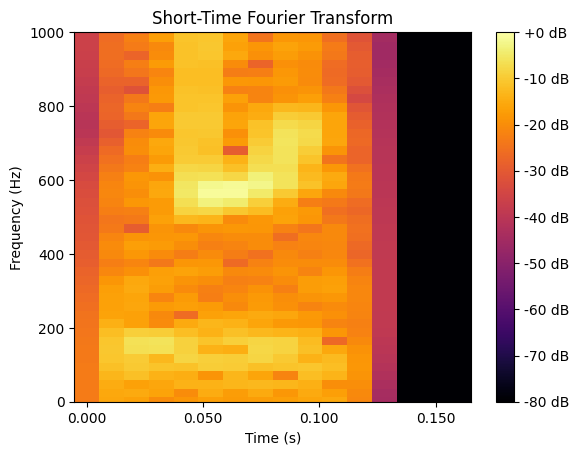 Short-Time Fourier Transform
Frequency (Hz)
1000
800
600
400
200
0
0.000
0.050
0.100
0.150
Time (s)
+0 dB
-10 dB
-20 dB
-30 dB
-40 dB
-50 dB
-60 dB
-70 dB
-80 dB